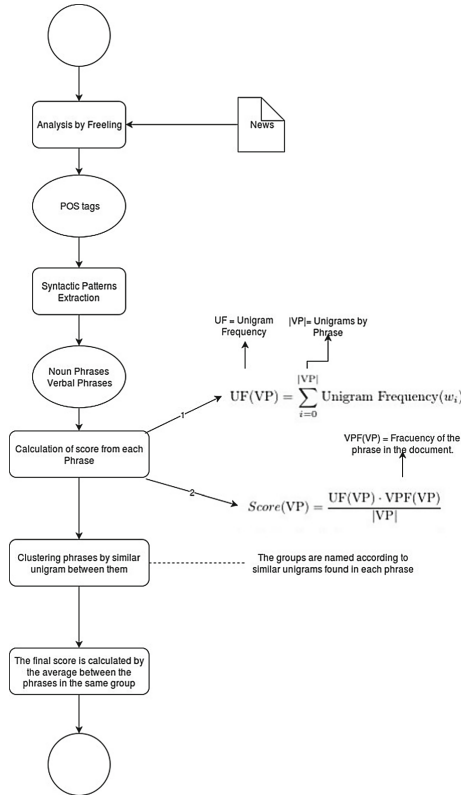 Analysis by Freeling
News
POS tags
Syntactic Patterns
Extraction
UF = Unigram
Frequency
|VP|= Unigrams by
Phrase
Noun Phrases
Verbal Phrases
1
UF(VP) = \sum_{i=0}^{|VP|} Unigram Frequency(w_i)
Calculation of score from each
Phrase
VPF(VP) = Fracuency of the
phrase in the document.
2
Score(VP) = \frac{UF(VP) · VPF(VP)}{|VP|}
Clustering phrases by similar
unigram between them
The groups are named according to
similar unigrams found in each phrase
The final score is calculated by
the average between the
phrases in the same group